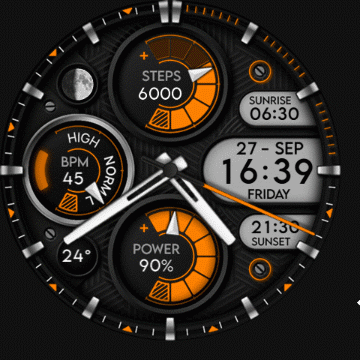 STEPS
6000
SUNRISE
06:30
HIGH
NORMAL
BPM
45
27 - SEP
16:39
FRIDAY
21:30
SUNSET
24°
POWER
90%